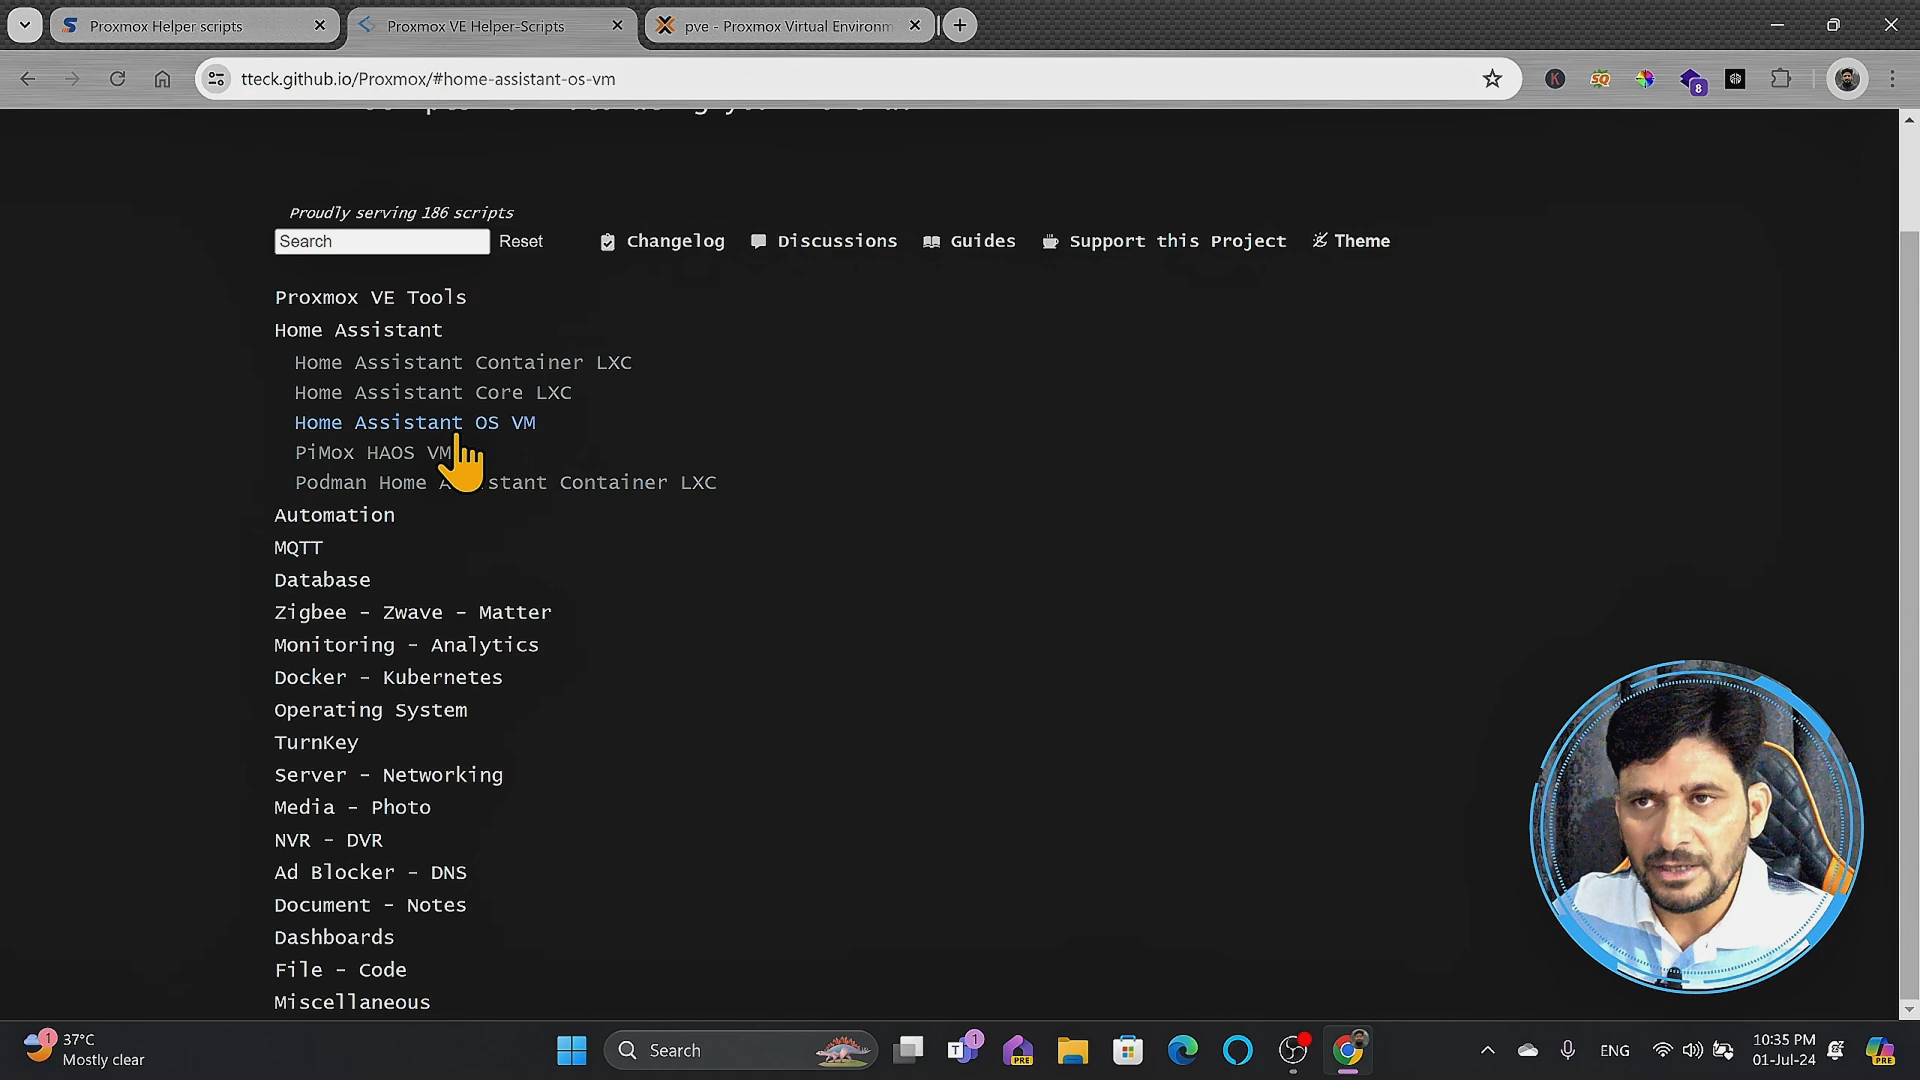 Proxmox Helper scripts
Proxmox VE Helper-Scripts
pve - Proxmox Virtual Environm
tteck.github.io/Proxmox/#home-assistant-os-vm
8
Proudly serving 186 scripts
Search
Reset
Changelog
Discussions
Guides
Support this Project
Theme
Proxmox VE Tools
Home Assistant
Home Assistant Container LXC
Home Assistant Core LXC
Home Assistant OS VM
PiMox HAOS VM
Podman Home A stant Container LXC
Automation
MQTT
Database
Zigbee - Zwave - Matter
Monitoring - Analytics
Docker - Kubernetes
Operating System
TurnKey
Server - Networking
Media - Photo
NVR - DVR
Ad Blocker - DNS
Document - Notes
Dashboards
File - Code
Miscellaneous
1
37°C
Mostly clear
Search
1
PRE
ENG
10:35 PM
01-Jul-24
PRE